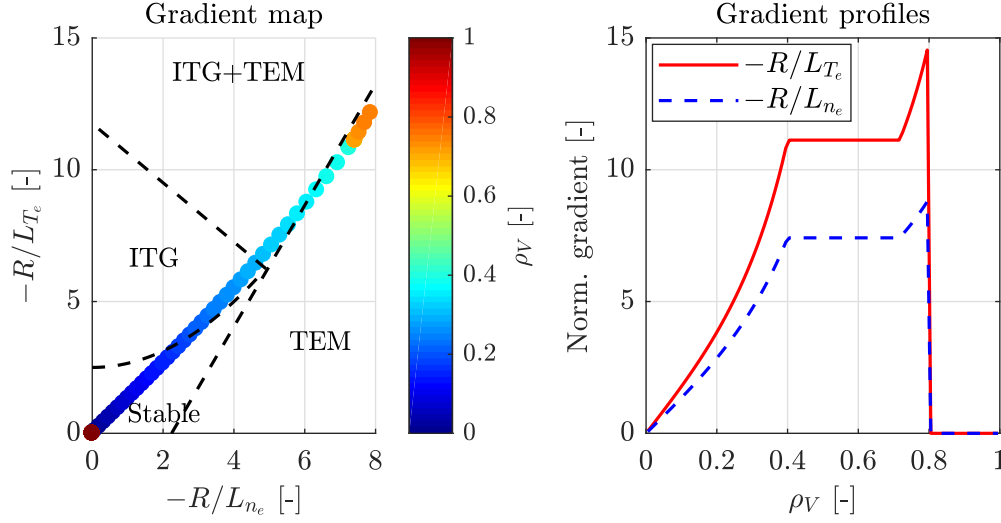 Gradient map
15
10
5
0
0
2
4
6
8
ITG+TEM
ITG
TEM
Stable
−R/L_{T_e} [-]
−R/L_{n_e} [-]
1
0.8
0.6
0.4
0.2
0
ρ_V [-]
Gradient profiles
−R/L_{T_e}
−R/L_{n_e}
15
10
5
0
0
0.2
0.4
0.6
0.8
1
Norm. gradient [-]
ρ_V [-]